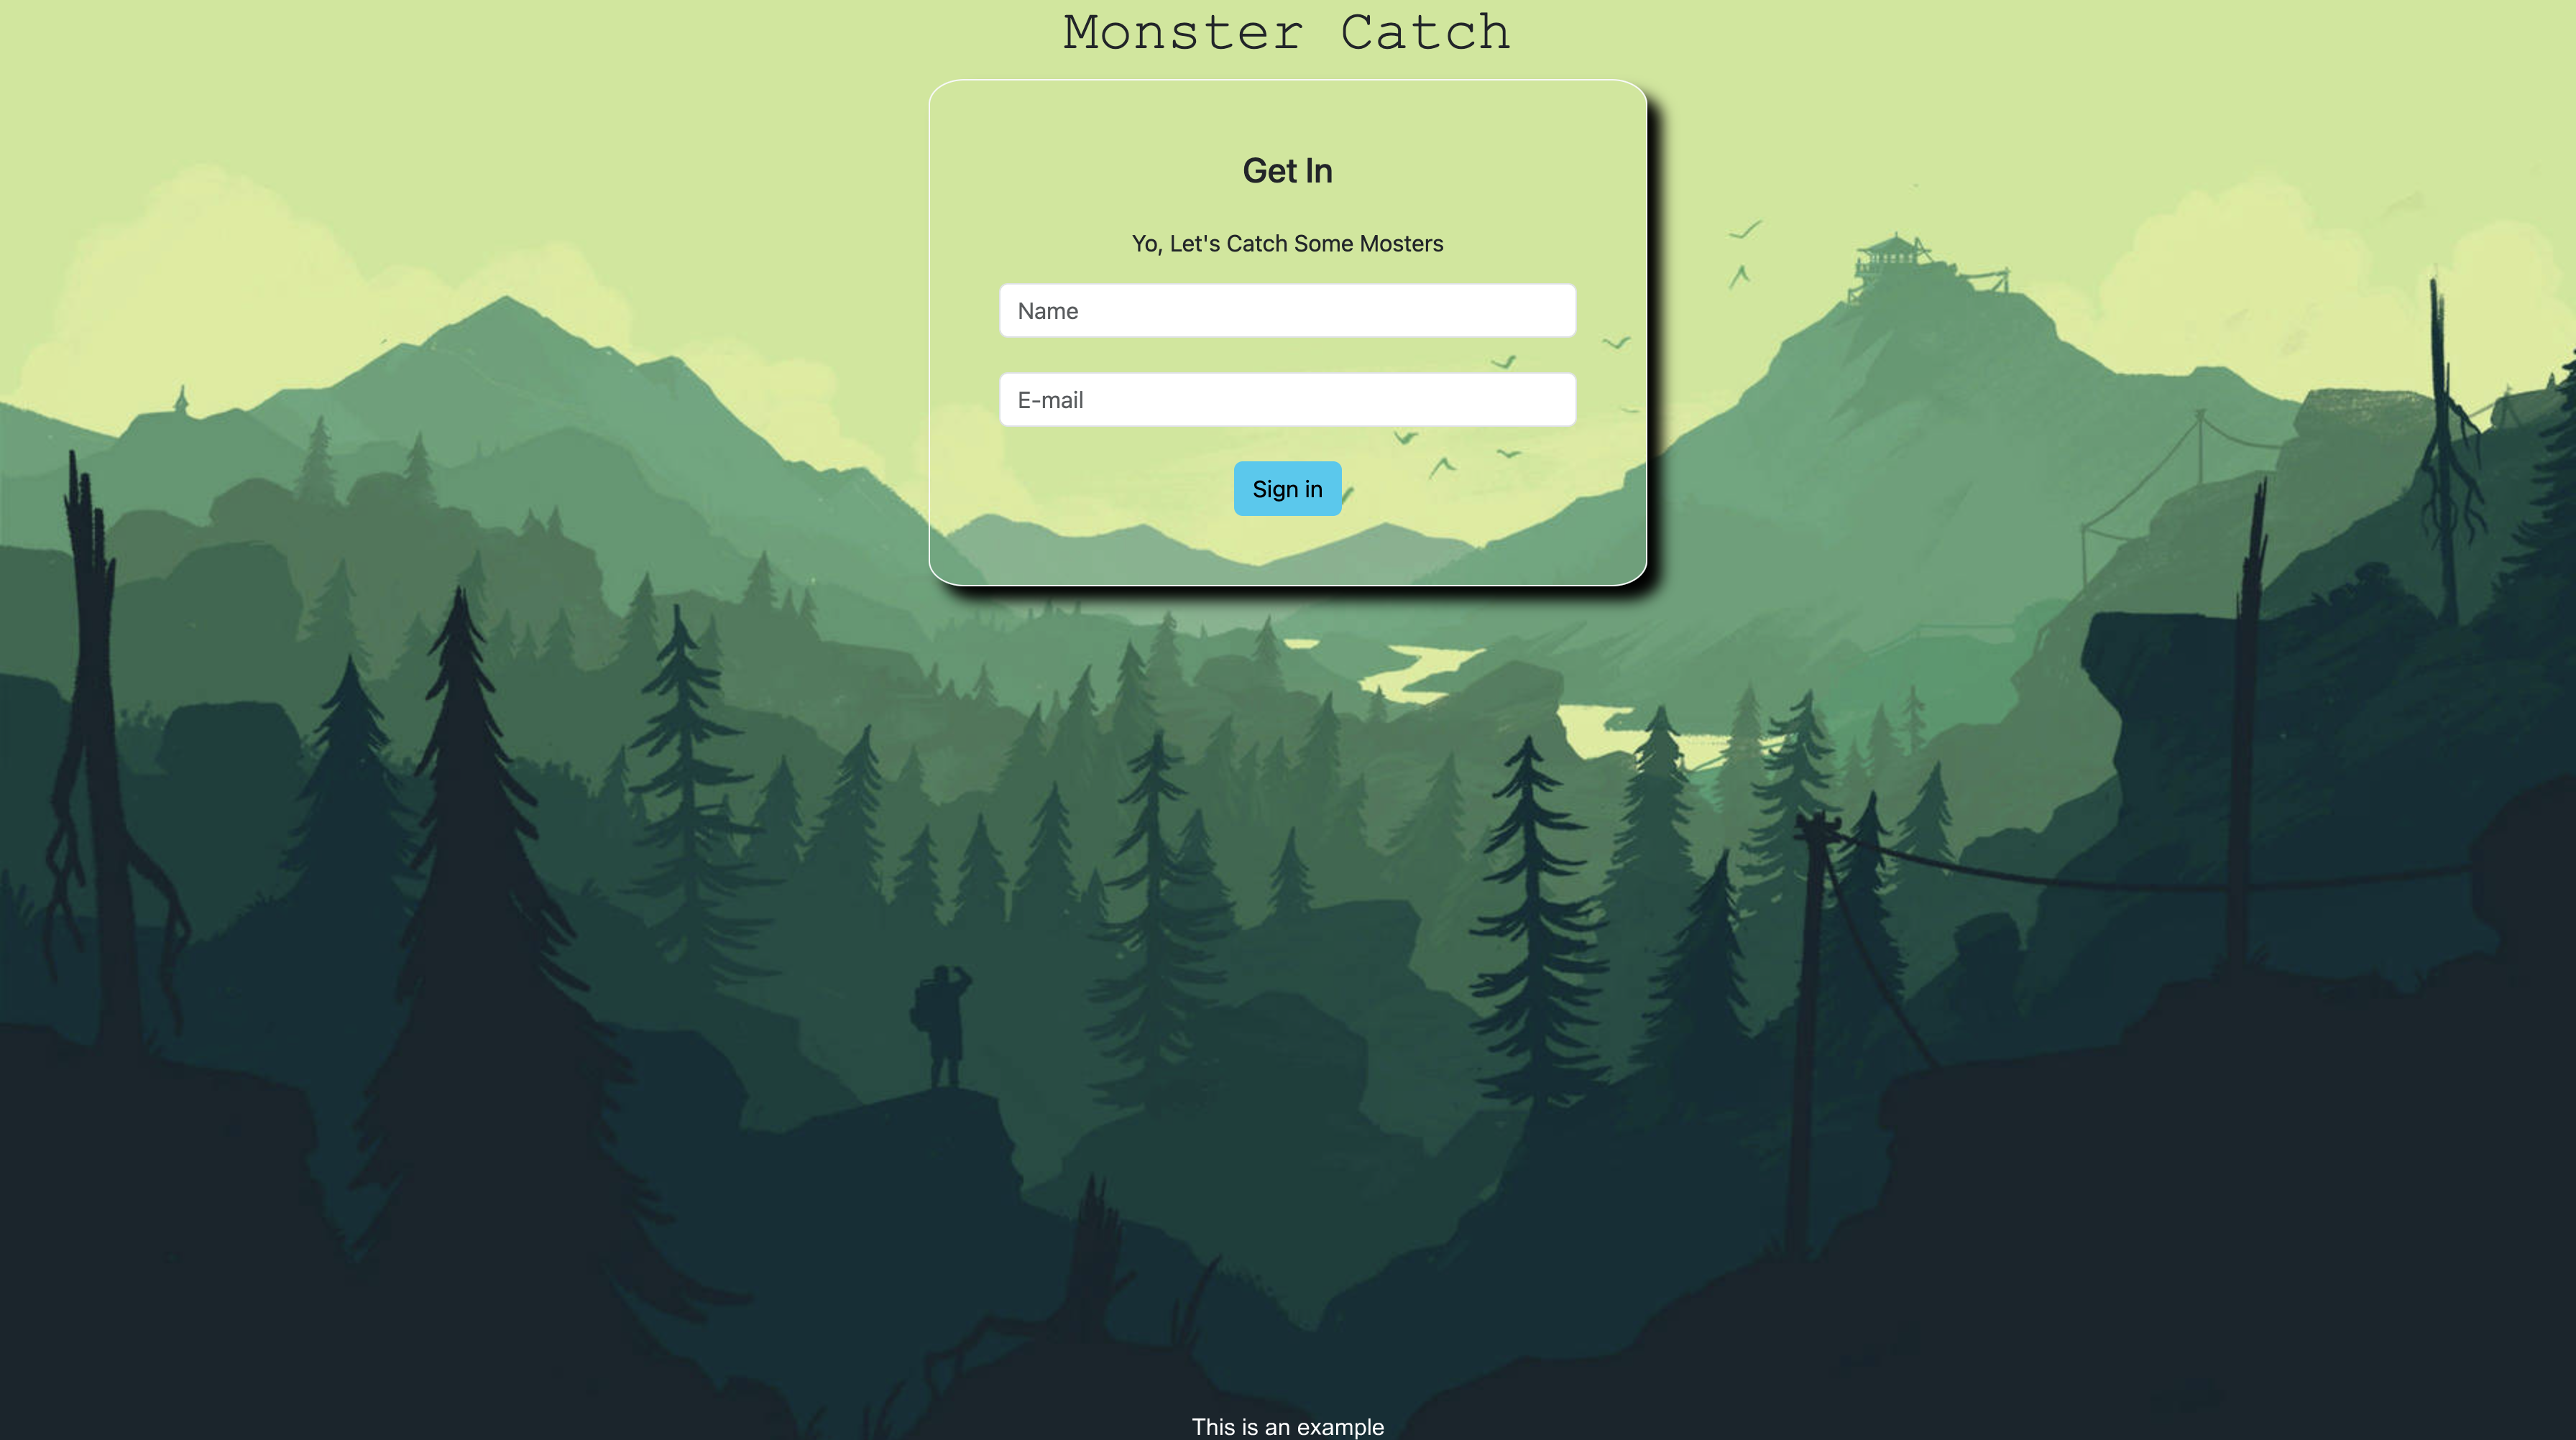 Monster Catch
Get In
Yo, Let's Catch Some Mosters
Name
E-mail
Sign in
This is an example